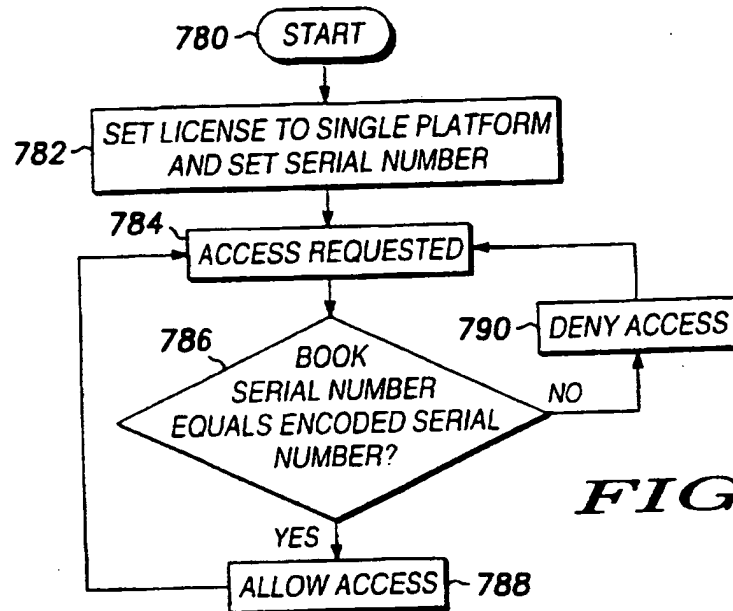 780
START
782
SET LICENSE TO SINGLE PLATFORM
AND SET SERIAL NUMBER
784
ACCESS REQUESTED
786
BOOK
SERIAL NUMBER
EQUALS ENCODED SERIAL
NUMBER?
NO
790
DENY ACCESS
YES
ALLOW ACCESS
788
FIG